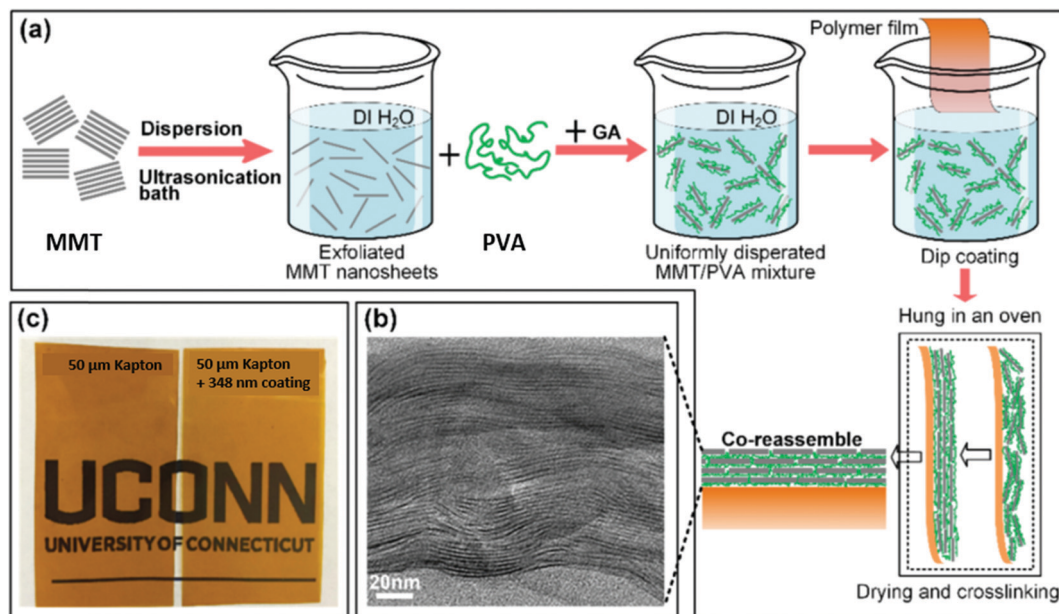 (a)
Polymer film
Dispersion
Ultrasonication
bath
MMT
DI H₂O
Exfoliated
MMT nanosheets
+
PVA
+ GA
DI H₂O
Uniformly disperated
MMT/PVA mixture
Dip coating
Hung in an oven
Drying and crosslinking
Co-reassemble
(b)
20nm
(c)
50 µm Kapton
50 µm Kapton
+ 348 nm coating
UCONN
UNIVERSITY OF CONNECTICUT